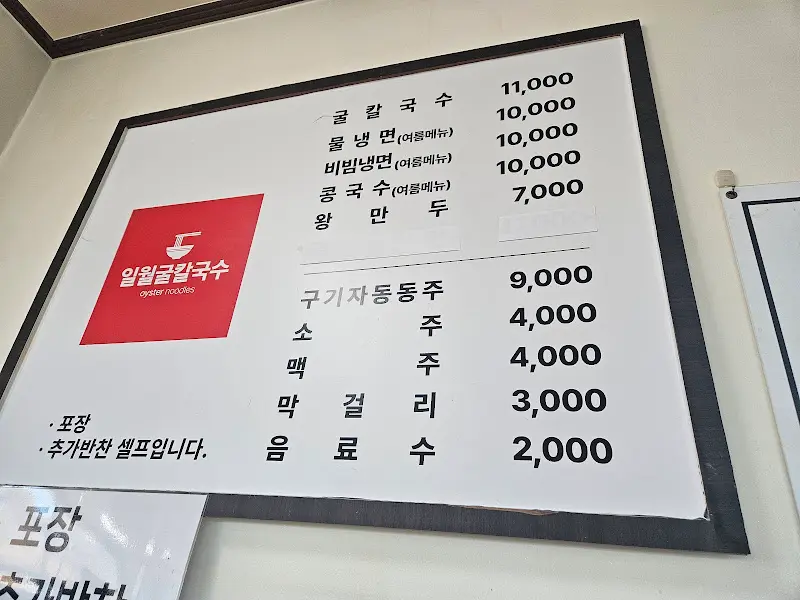 굴칼국수 11,000
물냉면(여름메뉴) 10,000
비빔냉면(여름메뉴) 10,000
콩국수(여름메뉴) 10,000
왕만두 7,000
일월굴칼국수
oyster noodles
구기자동동주 9,000
소주 4,000
맥주 4,000
막걸리 3,000
음료수 2,000
· 포장
· 추가반찬 셀프입니다.
포장
추가반찬